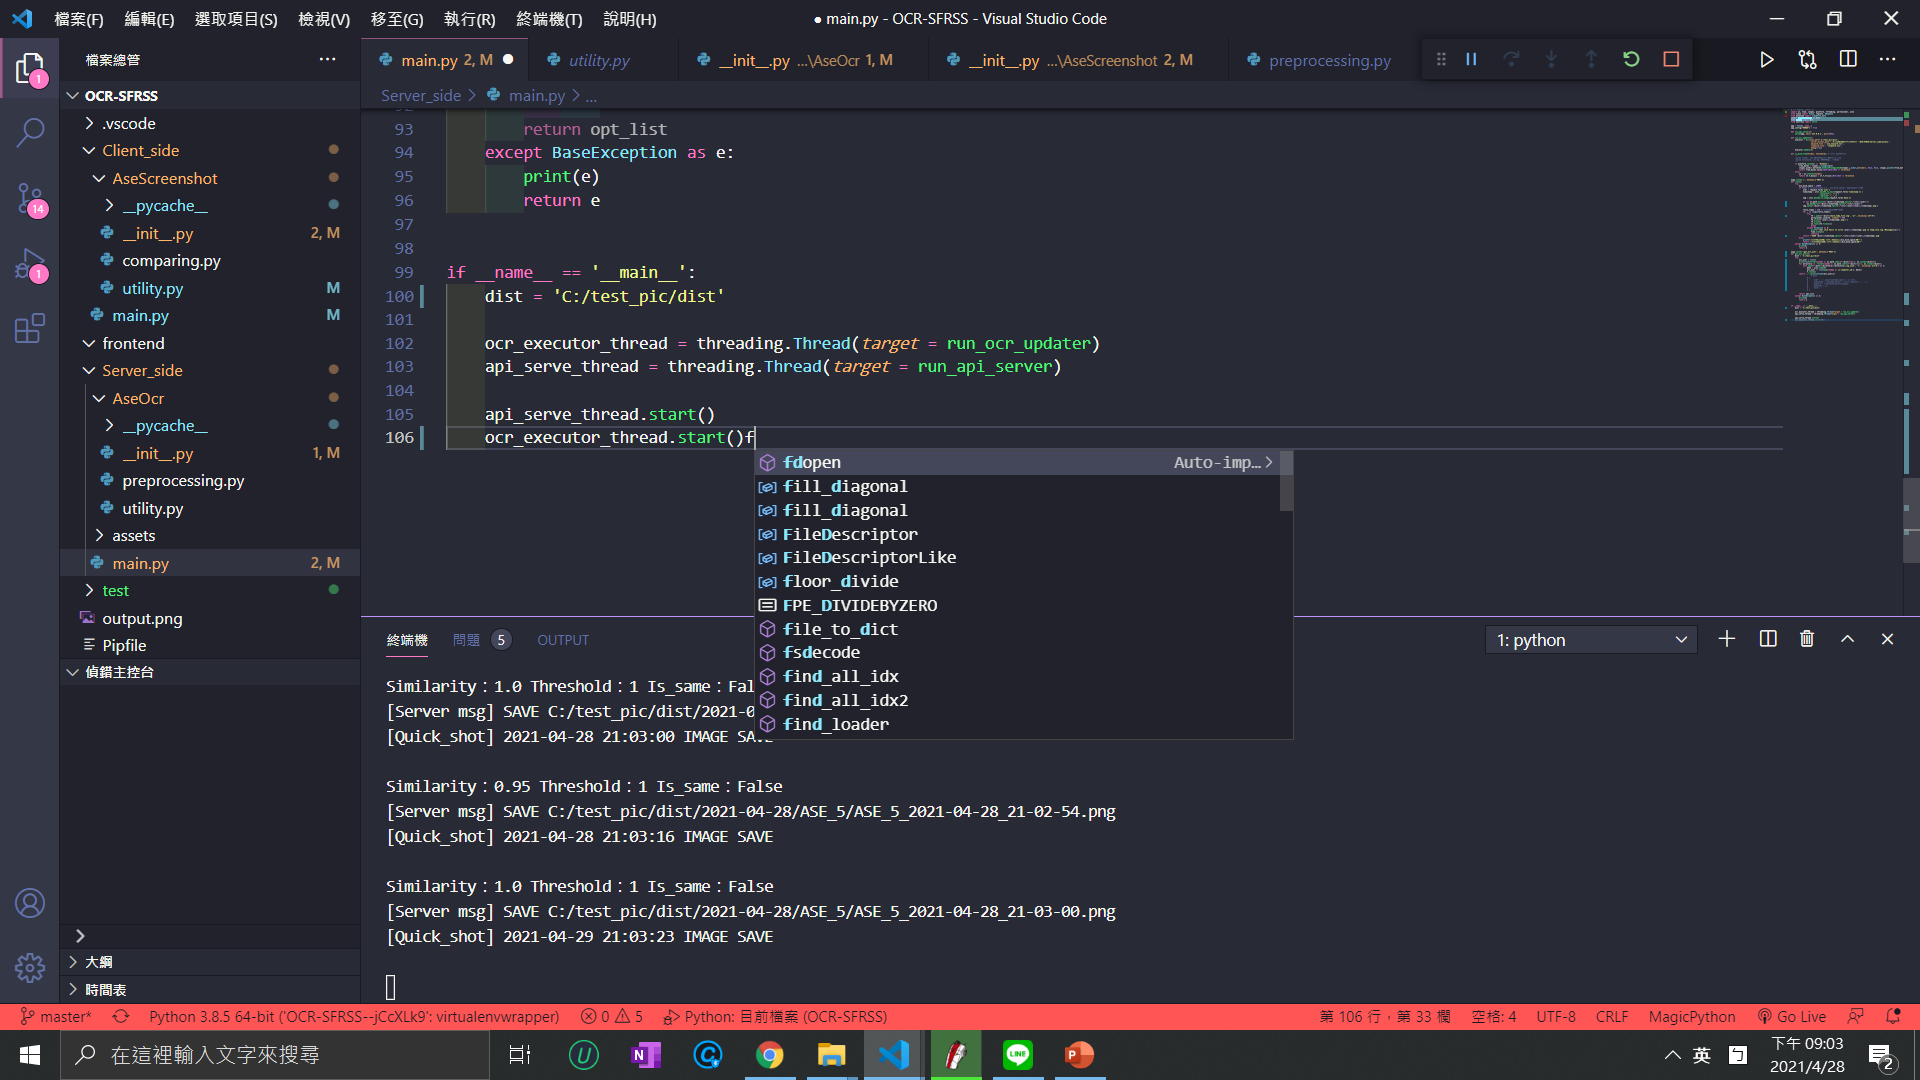 檔案(F) 編輯(E) 選取項目(S) 檢視(V) 移至(G) 執行(R) 終端機(T) 說明(H)
● main.py - OCR-SFRSS - Visual Studio Code
檔案總管 ···
main.py 2, M ●
utility.py
__init__.py ...\AseOcr 1, M
__init__.py ...\AseScreenshot 2, M
preprocessing.py
Server_side > main.py > ...
1
14
1
OCR-SFRSS
.vscode
Client_side
AseScreenshot
__pycache__
__init__.py 2, M
comparing.py
utility.py M
main.py M
frontend
Server_side
AseOcr
__pycache__
__init__.py 1, M
preprocessing.py
utility.py
assets
main.py 2, M
test
output.png
Pipfile
偵錯主控台
大綱
時間表
93 return opt_list
94 except BaseException as e:
95 print(e)
96 return e
97
98
99 if __name__ == '__main__':
100 dist = 'C:/test_pic/dist'
101
102 ocr_executor_thread = threading.Thread(target = run_ocr_updater)
103 api_serve_thread = threading.Thread(target = run_api_server)
104
105 api_serve_thread.start()
106 ocr_executor_thread.start()f
fdopen Auto-imp...
fill_diagonal
fill_diagonal
FileDescriptor
FileDescriptorLike
floor_divide
FPE_DIVIDEBYZERO
file_to_dict
fsdecode
find_all_idx
find_all_idx2
find_loader
終端機 問題 5 OUTPUT
1: python
Similarity：1.0 Threshold：1 Is_same：Fal
[Server msg] SAVE C:/test_pic/dist/2021-0
[Quick_shot] 2021-04-28 21:03:00 IMAGE SAVE
Similarity：0.95 Threshold：1 Is_same：False
[Server msg] SAVE C:/test_pic/dist/2021-04-28/ASE_5/ASE_5_2021-04-28_21-02-54.png
[Quick_shot] 2021-04-28 21:03:16 IMAGE SAVE
Similarity：1.0 Threshold：1 Is_same：False
[Server msg] SAVE C:/test_pic/dist/2021-04-28/ASE_5/ASE_5_2021-04-28_21-03-00.png
[Quick_shot] 2021-04-29 21:03:23 IMAGE SAVE
master* Python 3.8.5 64-bit ('OCR-SFRSS--jCcXLk9': virtualenvwrapper) 0 5 Python: 目前檔案 (OCR-SFRSS) 第 106 行，第 33 欄 空格: 4 UTF-8 CRLF MagicPython Go Live
在這裡輸入文字來搜尋
英
下午 09:03
2021/4/28
2